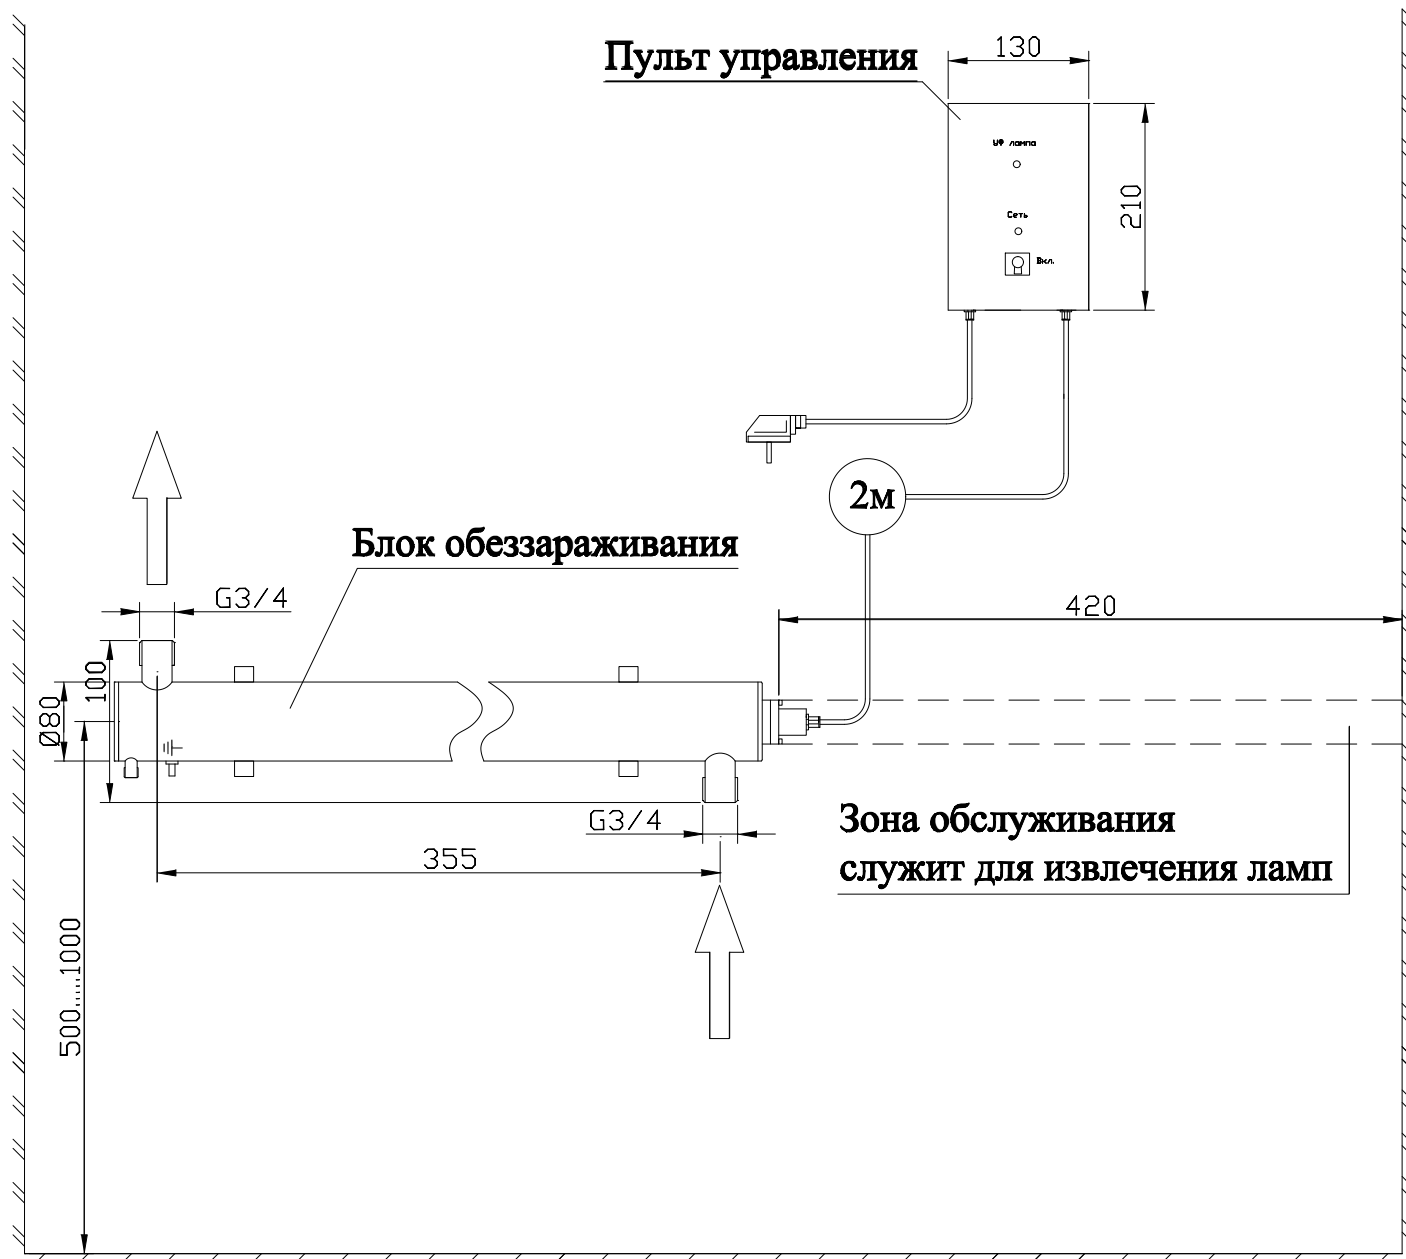 Пульт управления
130
УФ лампа
210
Сеть
Вкл.
2м
Блок обеззараживания
G3/4
420
100
Ø80
G3/4
Зона обслуживания
служит для извлечения ламп
355
500.....1000